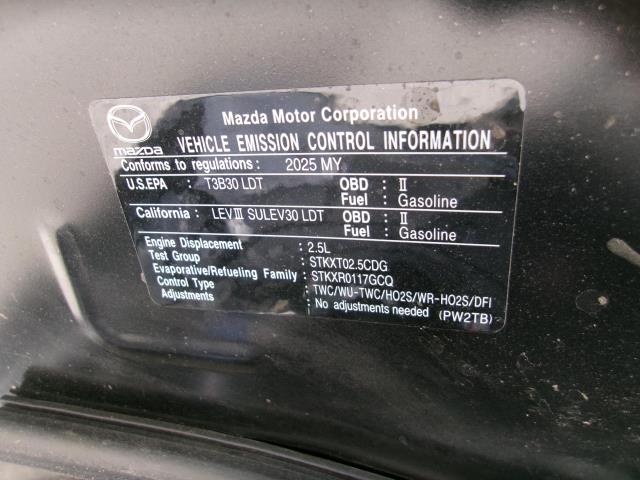 Mazda Motor Corporation
mazda VEHICLE EMISSION CONTROL INFORMATION
Conforms to regulations : 2025 MY
U.S.EPA : T3B30 LDT OBD : II
Fuel : Gasoline
California : LEVIII SULEV30 LDT OBD : II
Fuel : Gasoline
Engine Displacement : 2.5L
Test Group : STKXT02.5CDG
Evaporative/Refueling Family : STKXR0117GCQ
Control Type : TWC/WU-TWC/HO2S/WR-HO2S/DFI
Adjustments : No adjustments needed (PW2TB)